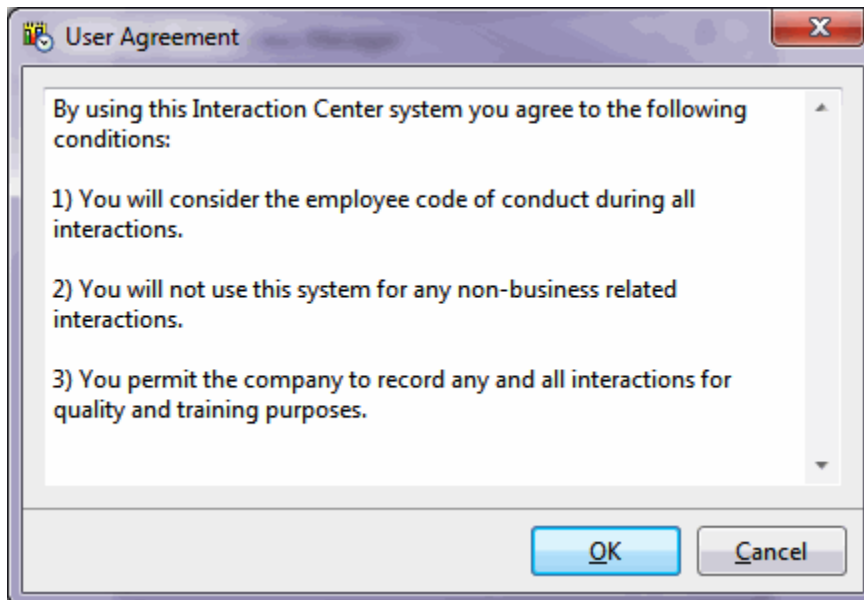 User Agreement
By using this Interaction Center system you agree to the following
conditions:
1) You will consider the employee code of conduct during all
interactions.
2) You will not use this system for any non-business related
interactions.
3) You permit the company to record any and all interactions for
quality and training purposes.
OK
Cancel